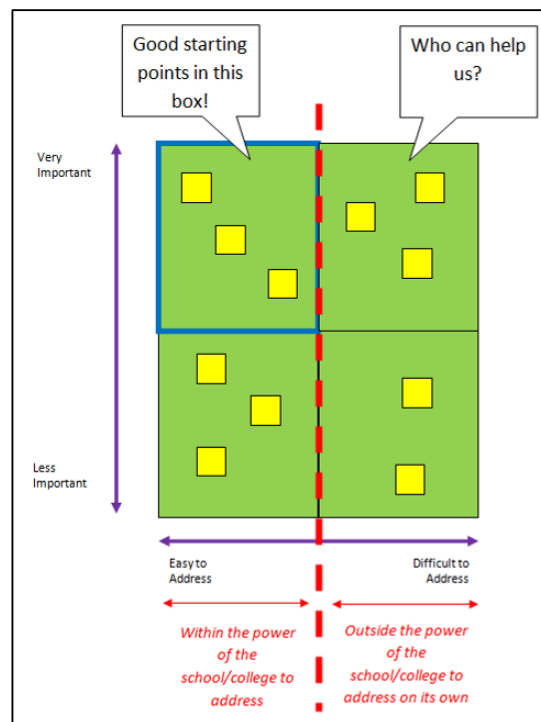 Good starting
points in this
box!
Who can help
us?
Very
Important
Less
Important
Easy to
Address
Difficult to
Address
Within the power
of the
school/college to
address
Outside the power
of the
school/college to
address on its own